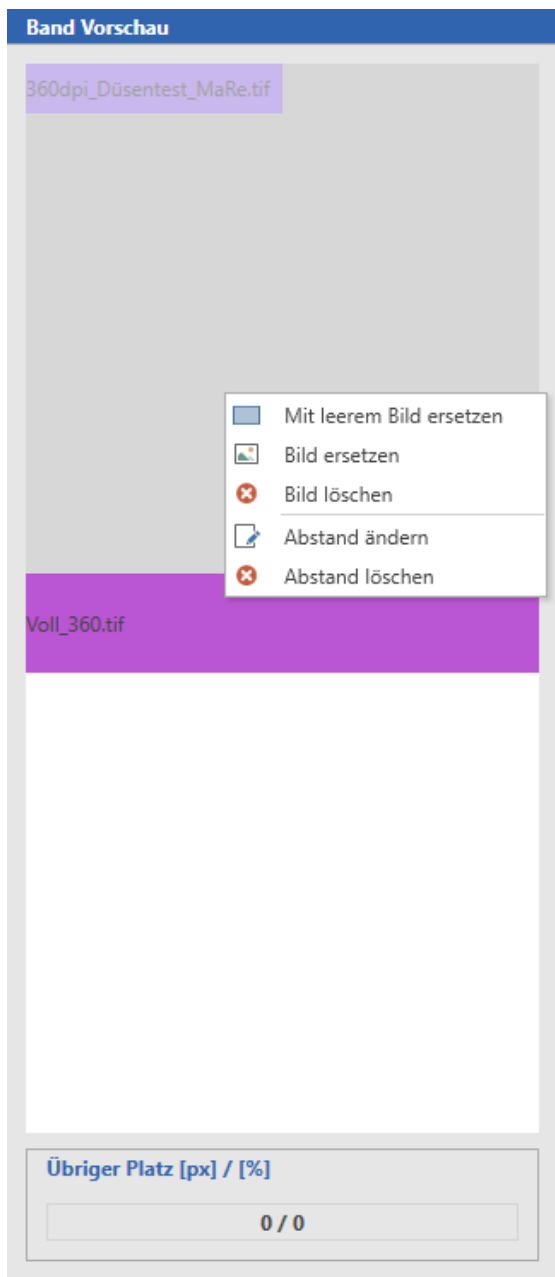 Band Vorschau
360dpi_Düsentest_MaRe.tif
Mit leerem Bild ersetzen
Bild ersetzen
Bild löschen
Abstand ändern
Abstand löschen
Voll_360.tif
Übriger Platz [px] / [%]
0 / 0